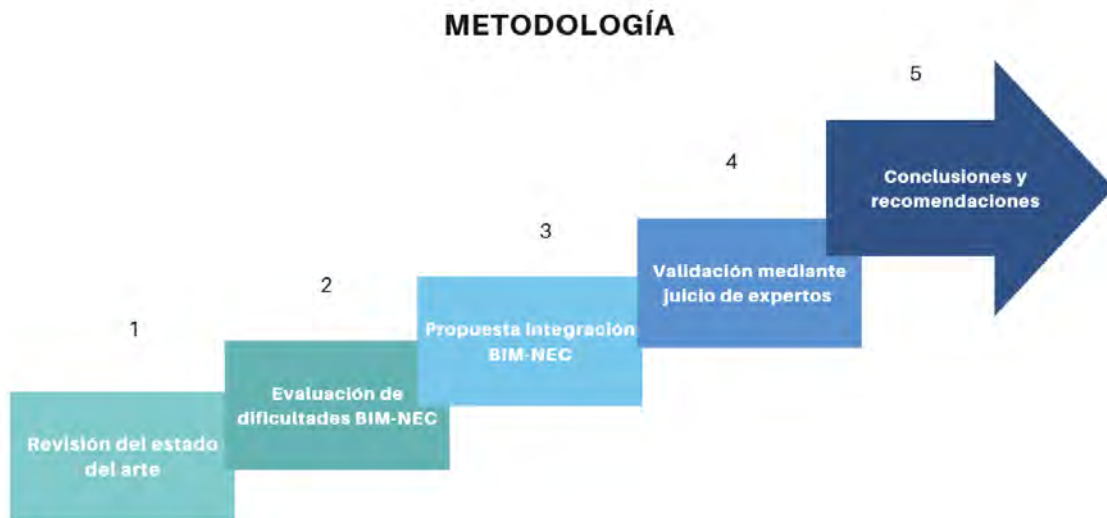 METODOLOGÍA
1
Revisión del estado
del arte
2
Evaluación de
dificultades BIM-NEC
3
Propuesta Integración
BIM-NEC
4
Validación mediante
juicio de expertos
5
Conclusiones y
recomendaciones